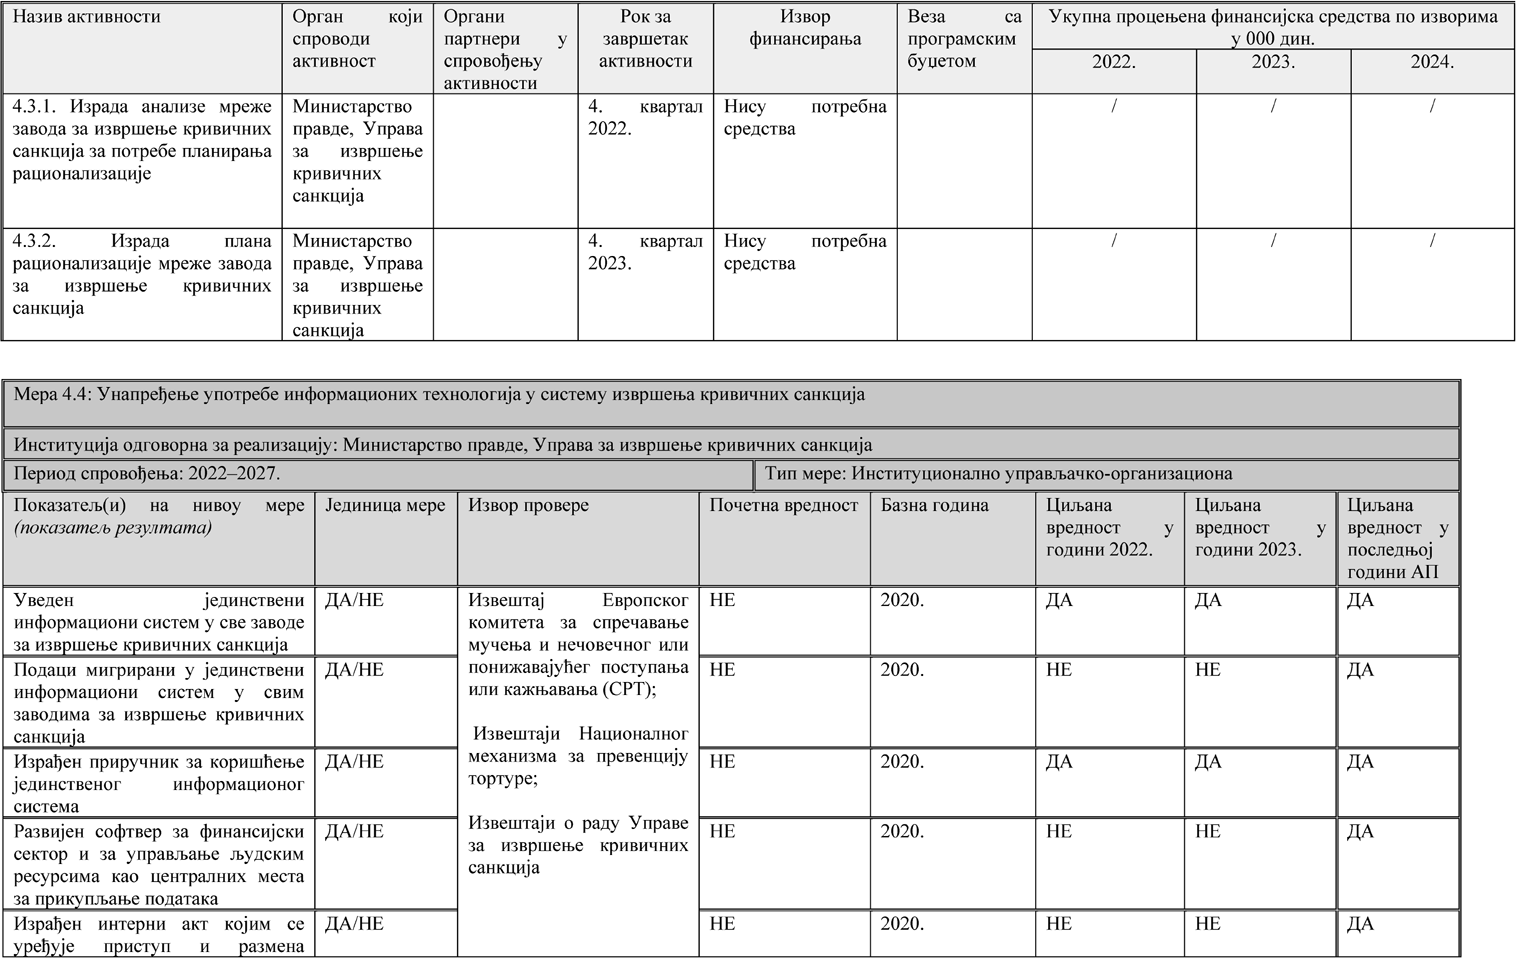 Назив активности
Орган који
спроводи
активност
Органи
партнери у
спровођењу
активности
Рок за
завршетак
активности
Извор
финансирања
Веза са
програмским
буџетом
Укупна процењена финансијска средства по изворима
у 000 дин.
2022.
2023.
2024.
4.3.1. Израда анализе мреже
завода за извршење кривичних
санкција за потребе планирања
рационализације
Министарство
правде, Управа
за извршење
кривичних
санкција
4. квартал
2022.
Нису потребна
средства
/
/
/
4.3.2. Израда плана
рационализације мреже завода
за извршење кривичних
санкција
Министарство
правде, Управа
за извршење
кривичних
санкција
4. квартал
2023.
Нису потребна
средства
/
/
/
Мера 4.4: Унапређење употребе информационих технологија у систему извршења кривичних санкција
Институција одговорна за реализацију: Министарство правде, Управа за извршење кривичних санкција
Период спровођења: 2022–2027.
Тип мере: Институционално управљачко-организациона
Показатељ(и) на нивоу мере
(показатељ резултата)
Јединица мере
Извор провере
Почетна вредност
Базна година
Циљана
вредност у
години 2022.
Циљана
вредност у
години 2023.
Циљана
вредност у
последњој
години АП
Уведен јединствени
информациони систем у све заводе
за извршење кривичних санкција
ДА/НЕ
Извештај Европског
комитета за спречавање
мучења и нечовечног или
понижавајућег поступања
или кажњавања (CPT);
Извештаји Националног
механизма за превенцију
тортуре;
Извештаји о раду Управе
за извршење кривичних
санкција
НЕ
2020.
ДА
ДА
ДА
Подаци мигрирани у јединствени
информациони систем у свим
заводима за извршење кривичних
санкција
ДА/НЕ
НЕ
2020.
НЕ
НЕ
ДА
Израђен приручник за коришћење
јединственог информационог
система
ДА/НЕ
НЕ
2020.
ДА
ДА
ДА
Развијен софтвер за финансијски
сектор и за управљање људским
ресурсима као централних места
за прикупљање података
ДА/НЕ
НЕ
2020.
НЕ
НЕ
ДА
Израђен интерни акт којим се
уређује приступ и размена
ДА/НЕ
НЕ
2020.
НЕ
НЕ
ДА